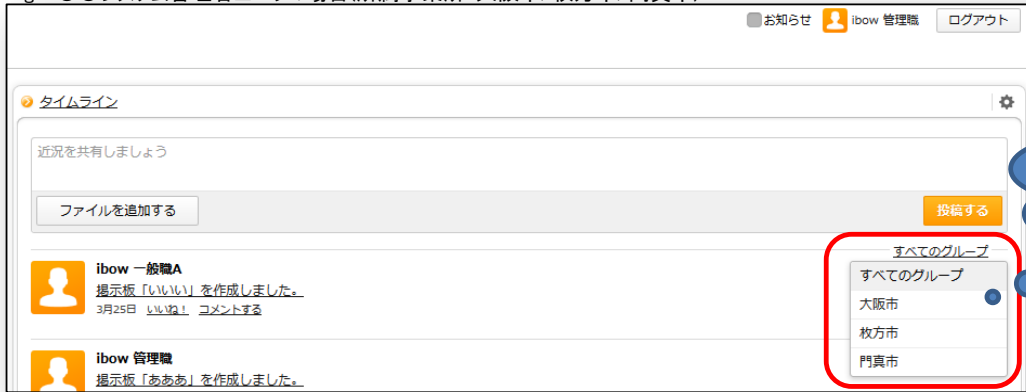 お知らせ ibow 管理職 ログアウト
タイムライン
近況を共有しましょう
ファイルを追加する 投稿する
すべてのグループ
ibow 一般職A
掲示板「いいい」を作成しました。
3月25日 いいね! コメントする
すべてのグループ
大阪市
枚方市
門真市
ibow 管理職
掲示板「あああ」を作成しました。